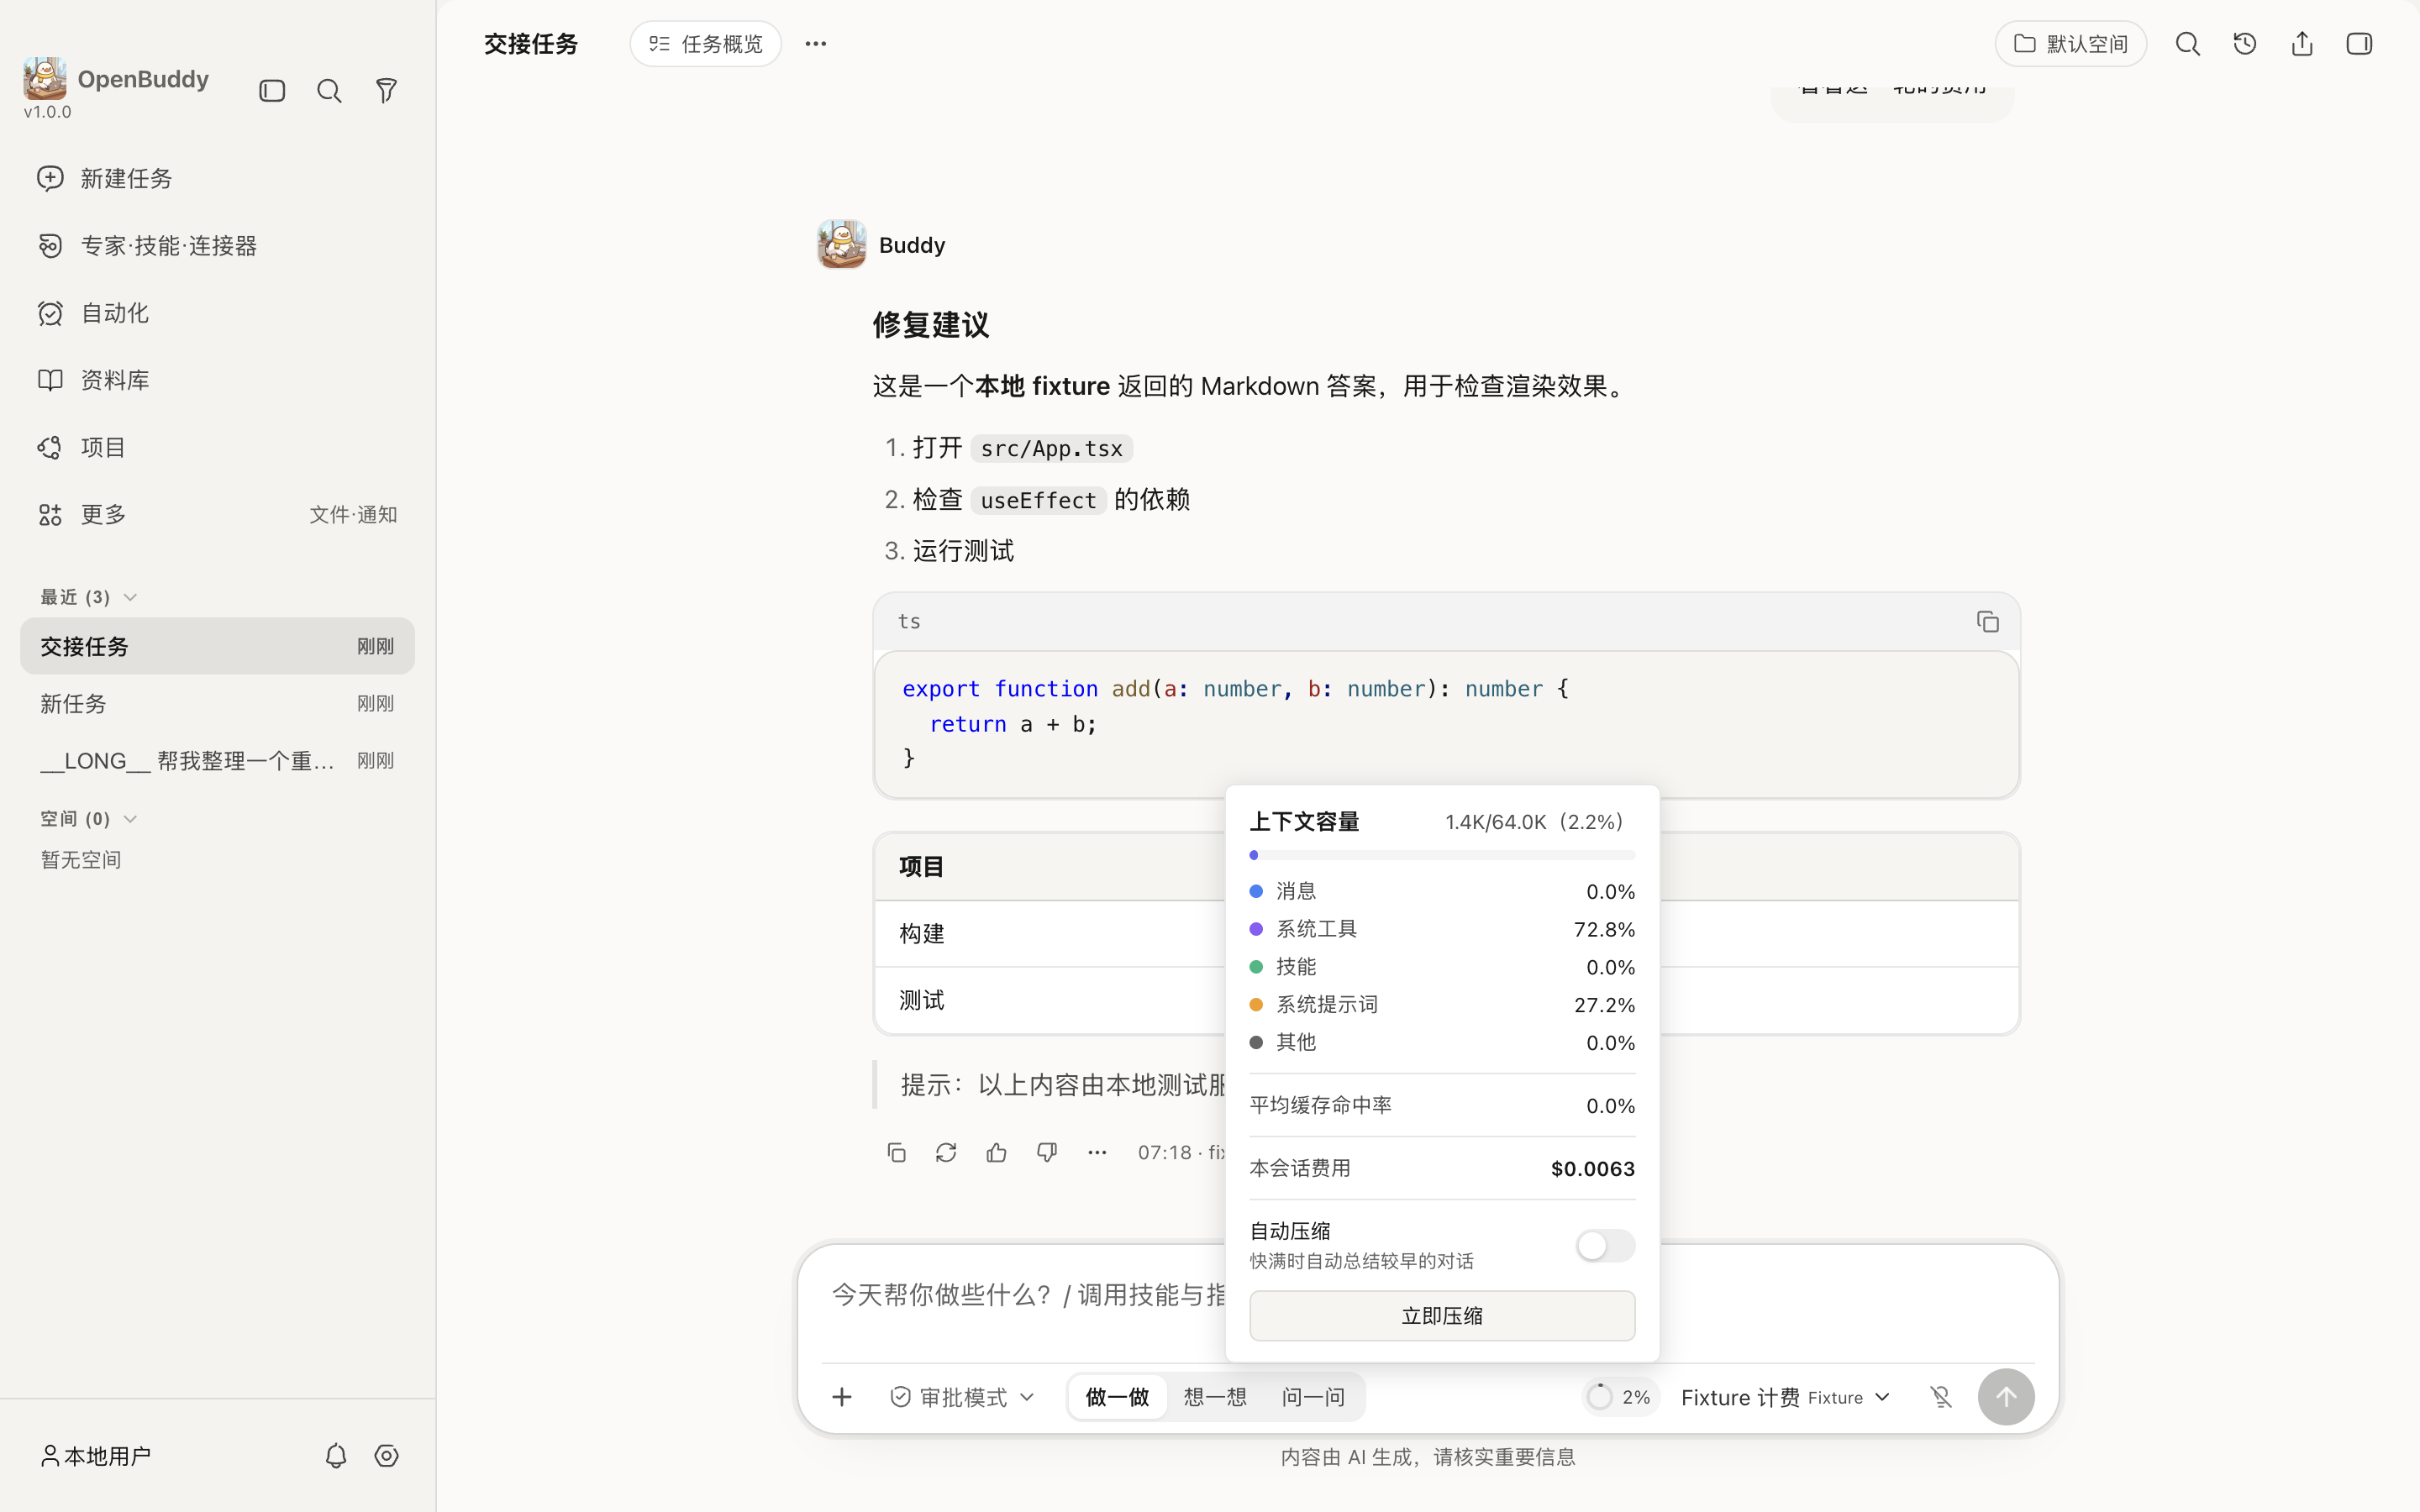 OpenBuddy
v1.0.0
新建任务
专家·技能·连接器
自动化
资料库
项目
更多 文件·通知
最近 (3)
交接任务 刚刚
新任务 刚刚
__LONG__ 帮我整理一个重… 刚刚
空间 (0)
暂无空间
本地用户
交接任务 任务概览 默认空间
Buddy
修复建议
这是一个本地 fixture 返回的 Markdown 答案，用于检查渲染效果。
1. 打开 src/App.tsx
2. 检查 useEffect 的依赖
3. 运行测试
ts
export function add(a: number, b: number): number {
return a + b;
}
项目
构建
测试
提示：以上内容由本地测试服
07:18 · fix
上下文容量 1.4K/64.0K（2.2%）
消息 0.0%
系统工具 72.8%
技能 0.0%
系统提示词 27.2%
其他 0.0%
平均缓存命中率 0.0%
本会话费用 $0.0063
自动压缩
快满时自动总结较早的对话
立即压缩
今天帮你做些什么？/ 调用技能与指
审批模式 做一做 想一想 问一问 2% Fixture 计费 Fixture
内容由 AI 生成，请核实重要信息